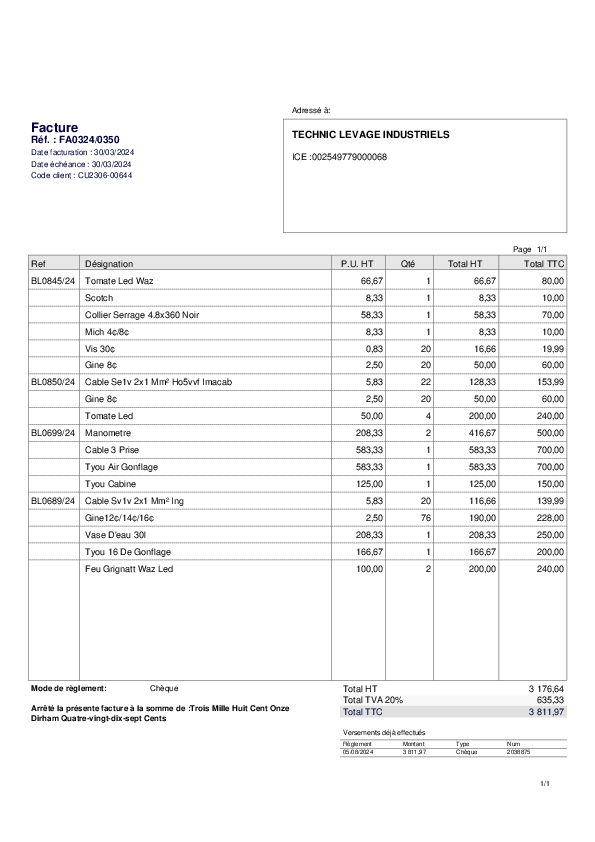 Adressé à:
Facture
Réf. : FA0324/0350
Date facturation : 30/03/2024
Date échéance : 30/03/2024
Code client : CU2306-00644
TECHNIC LEVAGE INDUSTRIELS
ICE :002549779000068
Page 1/1
Ref Désignation P.U. HT Qté Total HT Total TTC
BL0845/24 Tomate Led Waz 66,67 1 66,67 80,00
Scotch 8,33 1 8,33 10,00
Collier Serrage 4.8x360 Noir 58,33 1 58,33 70,00
Mich 4¢/8¢ 8,33 1 8,33 10,00
Vis 30¢ 0,83 20 16,66 19,99
Gine 8¢ 2,50 20 50,00 60,00
BL0850/24 Cable Se1v 2x1 Mm² Ho5vvf Imacab 5,83 22 128,33 153,99
Gine 8¢ 2,50 20 50,00 60,00
Tomate Led 50,00 4 200,00 240,00
BL0699/24 Manometre 208,33 2 416,67 500,00
Cable 3 Prise 583,33 1 583,33 700,00
Tyou Air Gonflage 583,33 1 583,33 700,00
Tyou Cabine 125,00 1 125,00 150,00
BL0689/24 Cable Sv1v 2x1 Mm² Ing 5,83 20 116,66 139,99
Gine12¢/14¢/16¢ 2,50 76 190,00 228,00
Vase D'eau 30l 208,33 1 208,33 250,00
Tyou 16 De Gonflage 166,67 1 166,67 200,00
Feu Grignatt Waz Led 100,00 2 200,00 240,00
Mode de règlement: Chèque
Total HT 3 176,64
Total TVA 20% 635,33
Total TTC 3 811,97
Arrêté la présente facture à la somme de :Trois Mille Huit Cent Onze
Dirham Quatre-vingt-dix-sept Cents
Versements déjà effectués
Règlement Montant Type Num
05/08/2024 3 811,97 Chèque 2038875
1/1